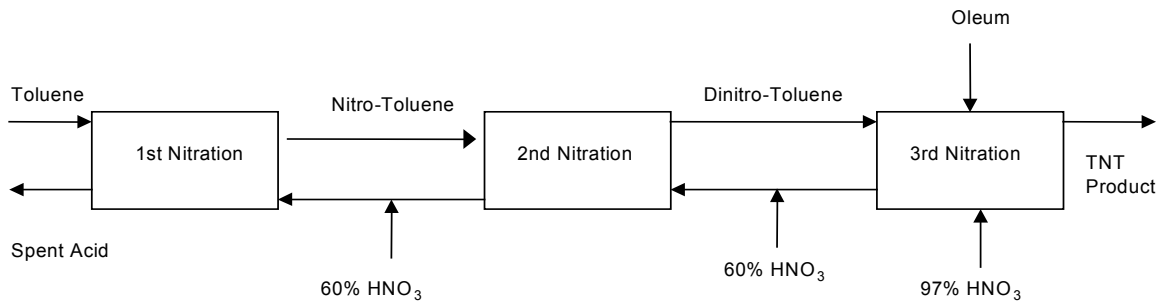 Oleum
Toluene
Nitro-Toluene
Dinitro-Toluene
1st Nitration
2nd Nitration
3rd Nitration
TNT
Product
Spent Acid
60% HNO₃
60% HNO₃
97% HNO₃